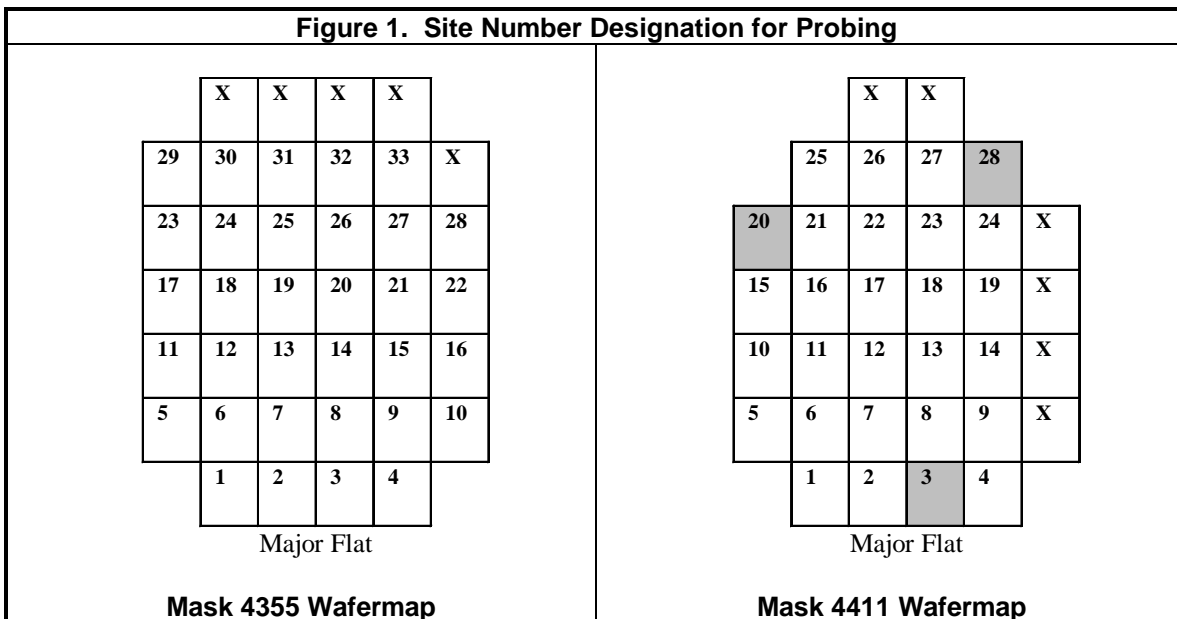 Figure 1. Site Number Designation for Probing
X X X X
29 30 31 32 33 X
23 24 25 26 27 28
17 18 19 20 21 22
11 12 13 14 15 16
5 6 7 8 9 10
1 2 3 4
Major Flat
Mask 4355 Wafermap
X X
25 26 27 28
20 21 22 23 24 X
15 16 17 18 19 X
10 11 12 13 14 X
5 6 7 8 9 X
1 2 3 4
Major Flat
Mask 4411 Wafermap